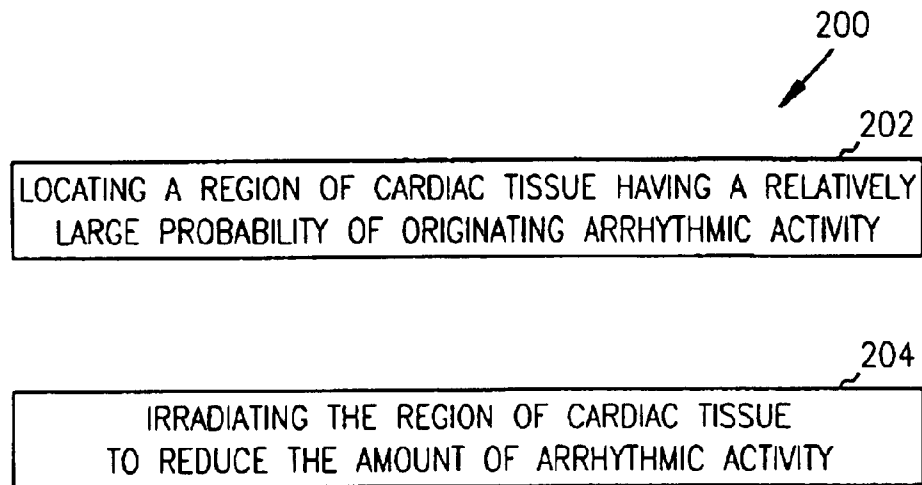 200
202
LOCATING A REGION OF CARDIAC TISSUE HAVING A RELATIVELY
LARGE PROBABILITY OF ORIGINATING ARRHYTHMIC ACTIVITY
204
IRRADIATING THE REGION OF CARDIAC TISSUE
TO REDUCE THE AMOUNT OF ARRHYTHMIC ACTIVITY